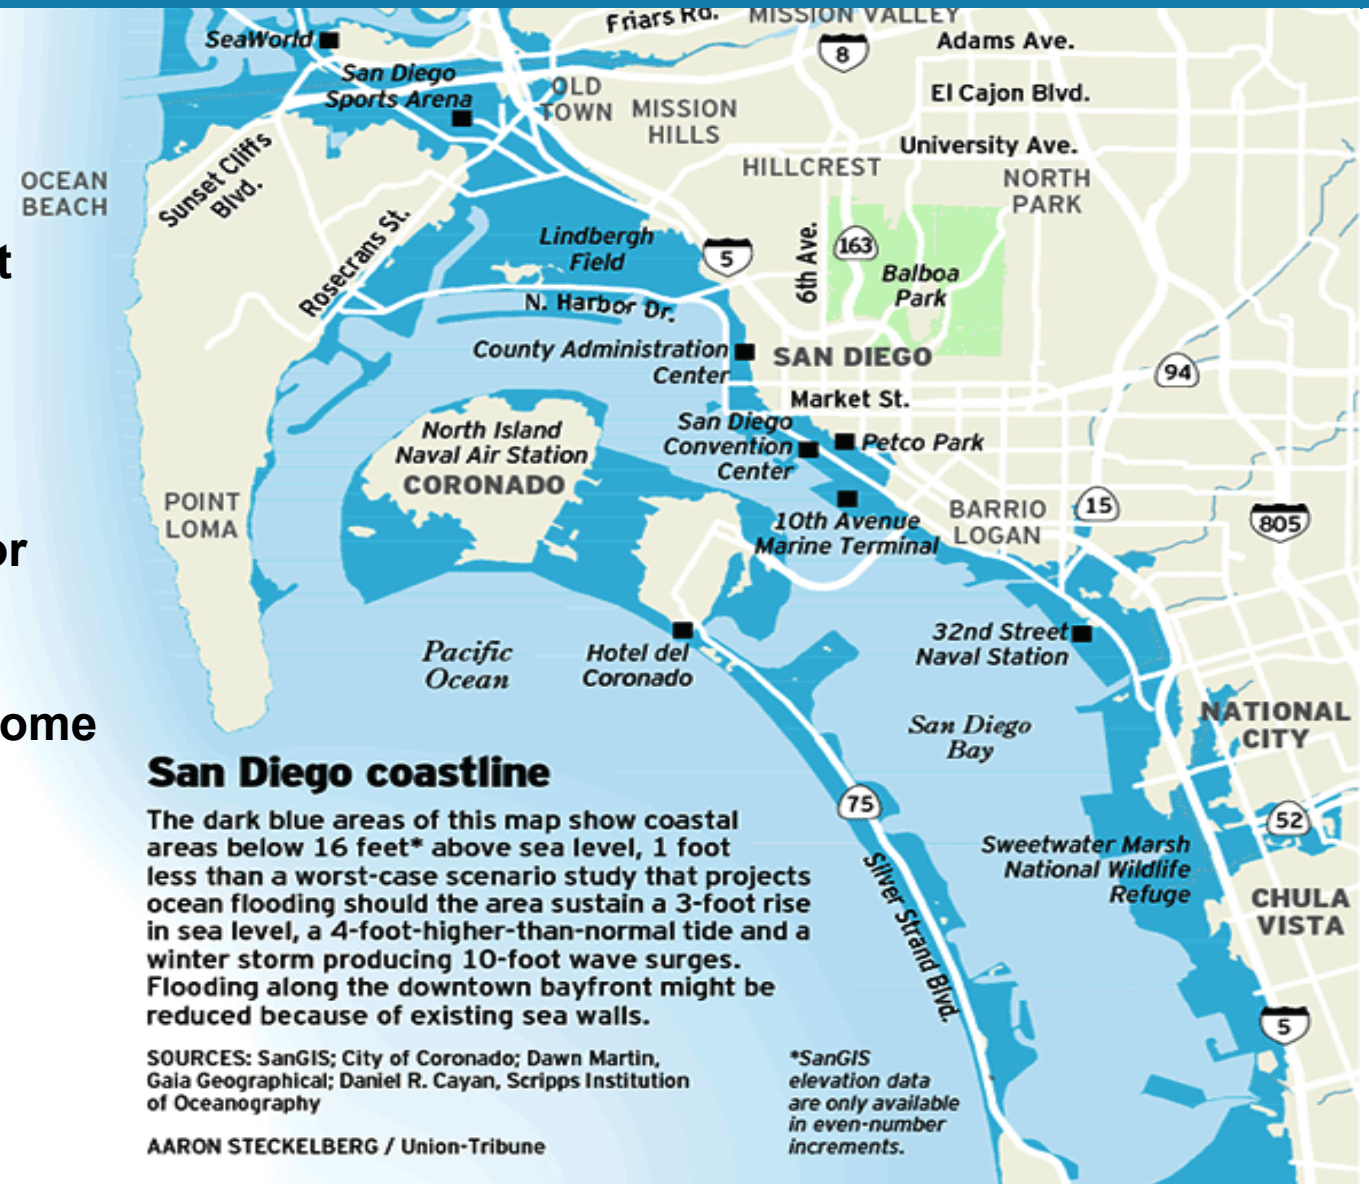 Friars Rd.
MISSION VALLEY
SeaWorld
8
Adams Ave.
San Diego
Sports Arena
OLD
TOWN
MISSION
HILLS
El Cajon Blvd.
University Ave.
HILLCREST
NORTH
PARK
OCEAN
BEACH
Sunset Cliffs
Blvd.
Rosecrans St.
t
Lindbergh
Field
5
6th Ave.
163
Balboa
Park
N. Harbor Dr.
County Administration
Center
SAN DIEGO
94
Market St.
San Diego
Convention
Center
Petco Park
North Island
Naval Air Station
CORONADO
POINT
LOMA
10th Avenue
Marine Terminal
BARRIO
LOGAN
15
805
or
Pacific
Ocean
Hotel del
Coronado
32nd Street
Naval Station
ome
San Diego
Bay
NATIONAL
CITY
75
52
Silver Strand Blvd.
Sweetwater Marsh
National Wildlife
Refuge
CHULA
VISTA
5
San Diego coastline
The dark blue areas of this map show coastal
areas below 16 feet* above sea level, 1 foot
less than a worst-case scenario study that projects
ocean flooding should the area sustain a 3-foot rise
in sea level, a 4-foot-higher-than-normal tide and a
winter storm producing 10-foot wave surges.
Flooding along the downtown bayfront might be
reduced because of existing sea walls.
SOURCES: SanGIS; City of Coronado; Dawn Martin,
Gaia Geographical; Daniel R. Cayan, Scripps Institution
of Oceanography
AARON STECKELBERG / Union-Tribune
*SanGIS
elevation data
are only available
in even-number
increments.